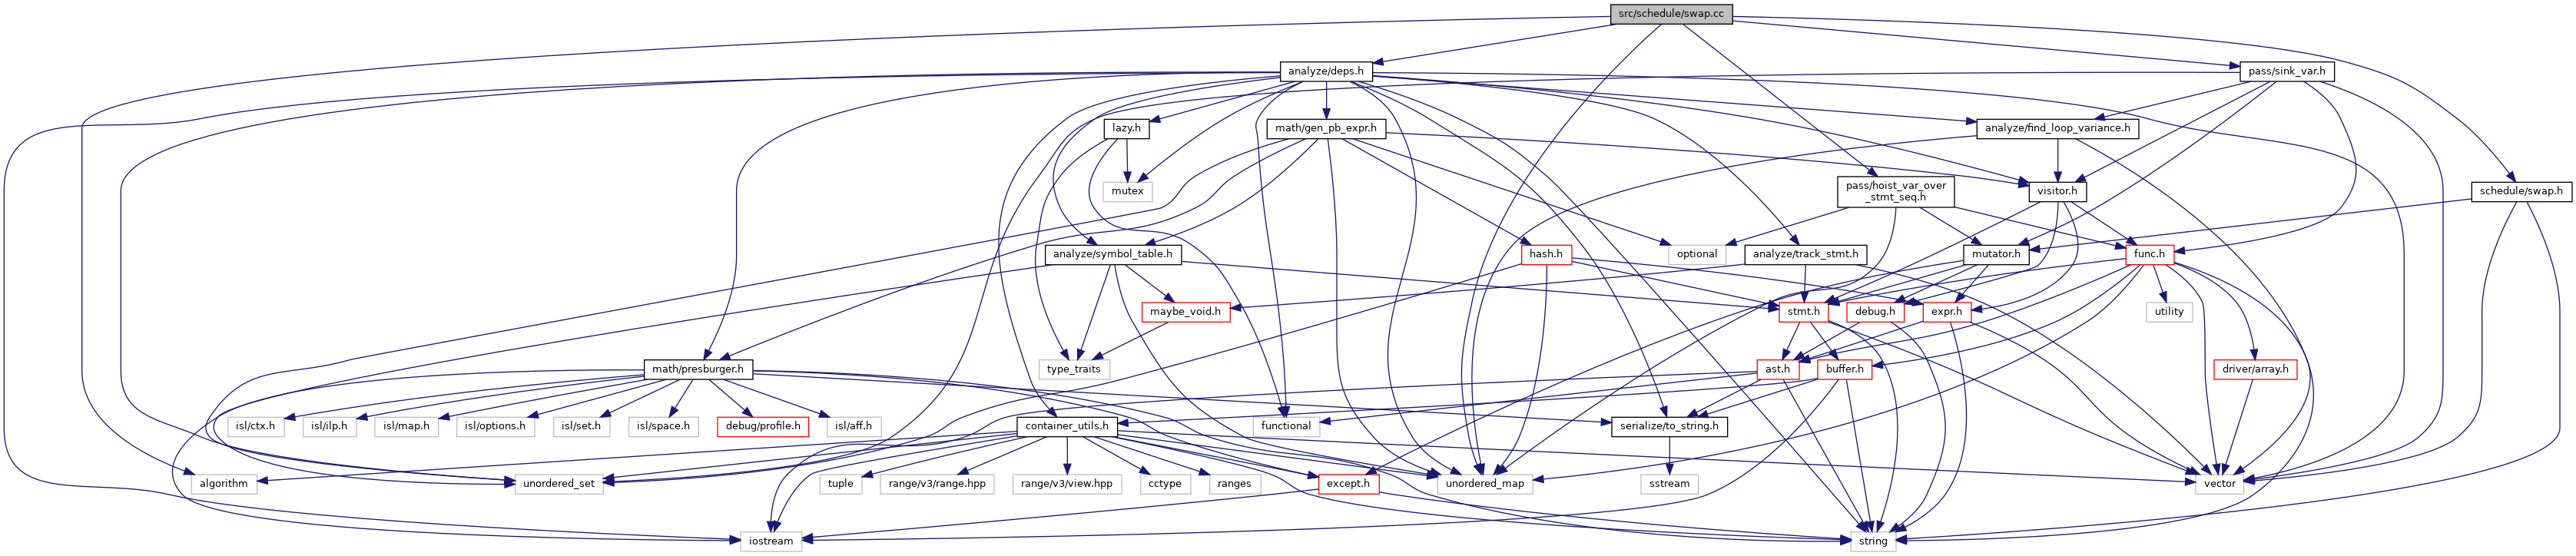 src/schedule/swap.cc
analyze/deps.h
pass/sink_var.h
lazy.h
math/gen_pb_expr.h
analyze/find_loop_variance.h
mutex
pass/hoist_var_over
_stmt_seq.h
visitor.h
schedule/swap.h
analyze/symbol_table.h
optional
hash.h
analyze/track_stmt.h
mutator.h
func.h
maybe_void.h
stmt.h
debug.h
expr.h
utility
math/presburger.h
type_traits
ast.h
buffer.h
driver/array.h
isl/ctx.h
isl/ilp.h
isl/map.h
isl/options.h
isl/set.h
isl/space.h
debug/profile.h
isl/aff.h
container_utils.h
functional
serialize/to_string.h
algorithm
unordered_set
tuple
range/v3/range.hpp
range/v3/view.hpp
cctype
ranges
except.h
unordered_map
sstream
vector
iostream
string